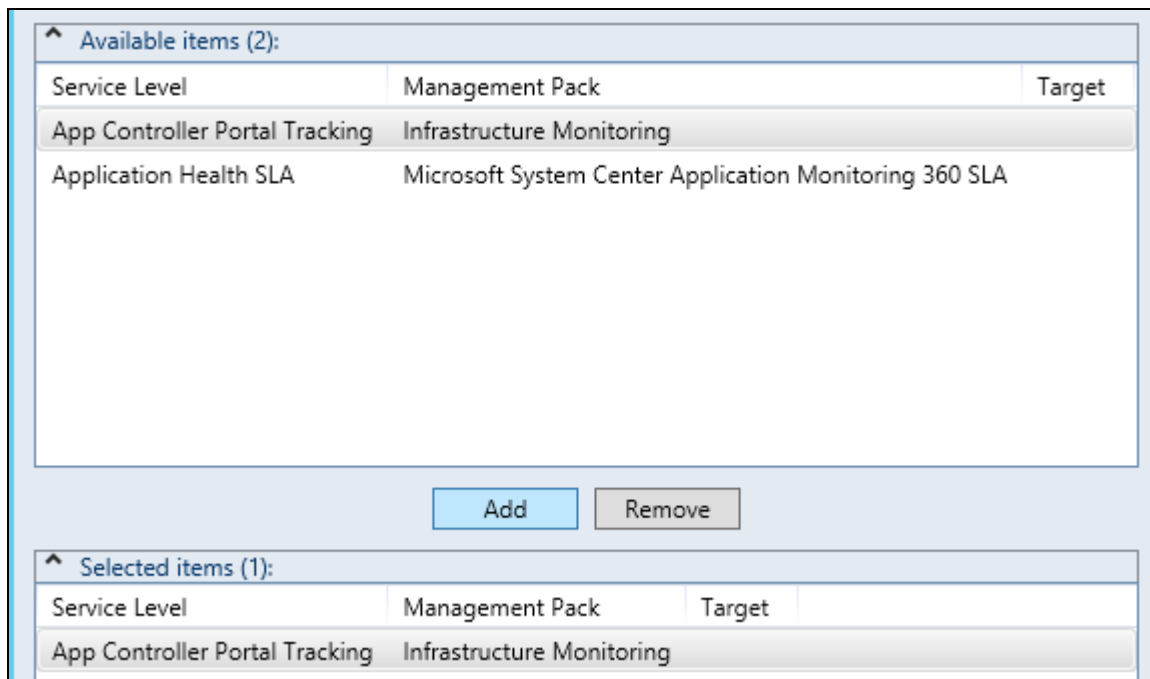 Available items (2):
Service Level Management Pack Target
App Controller Portal Tracking Infrastructure Monitoring
Application Health SLA Microsoft System Center Application Monitoring 360 SLA
Add Remove
Selected items (1):
Service Level Management Pack Target
App Controller Portal Tracking Infrastructure Monitoring